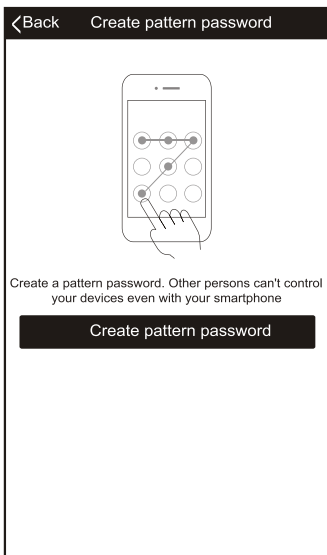 Back Create pattern password
Create a pattern password. Other persons can't control
your devices even with your smartphone
Create pattern password